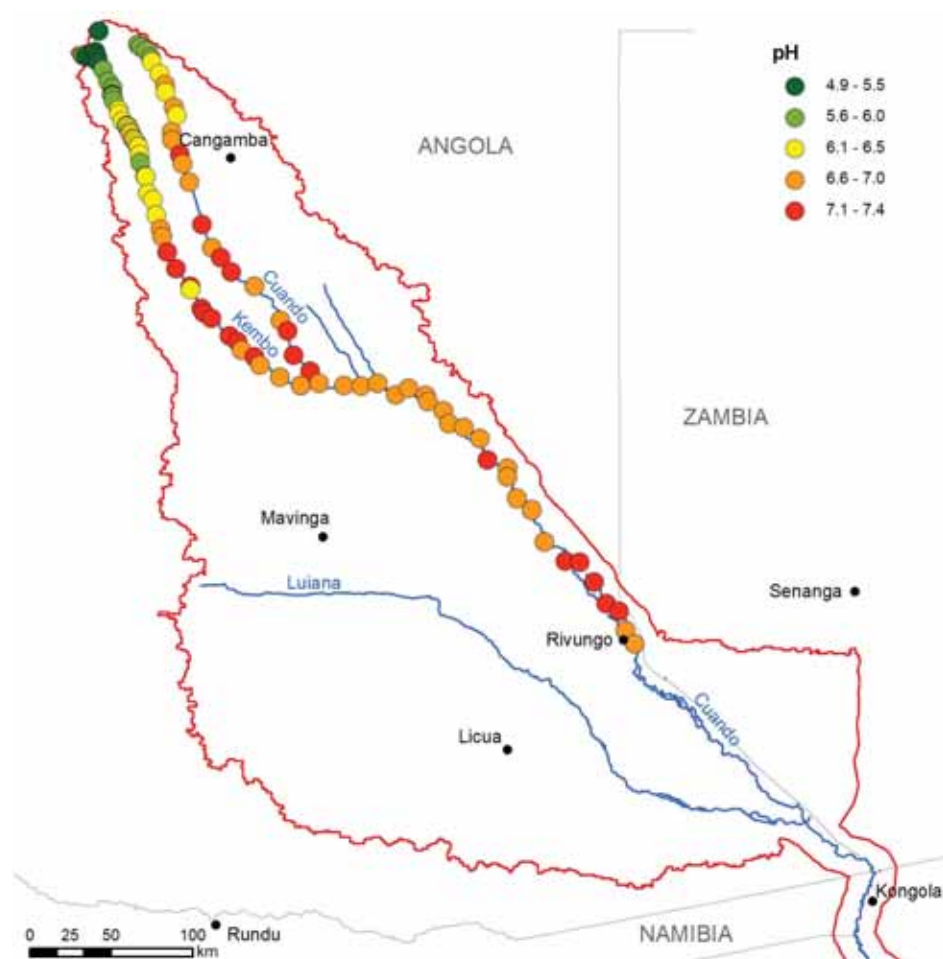 pH
4.9 - 5.5
5.6 - 6.0
6.1 - 6.5
6.6 - 7.0
7.1 - 7.4
ANGOLA
Cangamba
Cuando
Kembo
ZAMBIA
Mavinga
Luiana
Senanga
Rivungo
Cuando
Licua
Kongola
Rundu
NAMIBIA
0 25 50 100
km